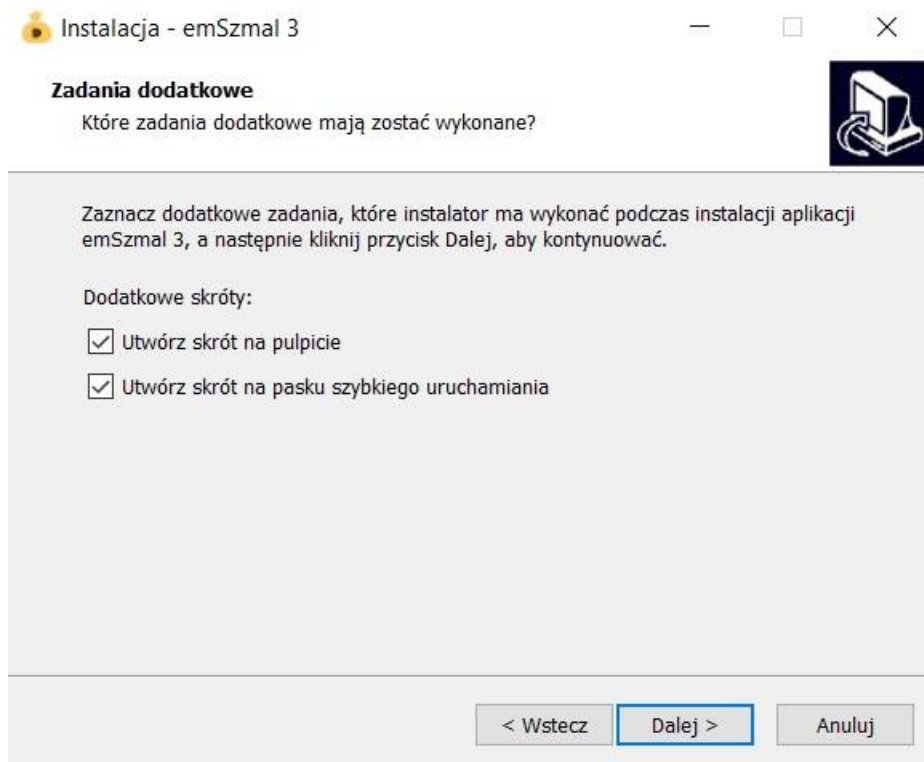 Instalacja - emSzmal 3
Zadania dodatkowe
Które zadania dodatkowe mają zostać wykonane?
Zaznacz dodatkowe zadania, które instalator ma wykonać podczas instalacji aplikacji
emSzmal 3, a następnie kliknij przycisk Dalej, aby kontynuować.
Dodatkowe skróty:
Utwórz skrót na pulpicie
Utwórz skrót na pasku szybkiego uruchamiania
< Wstecz
Dalej >
Anuluj